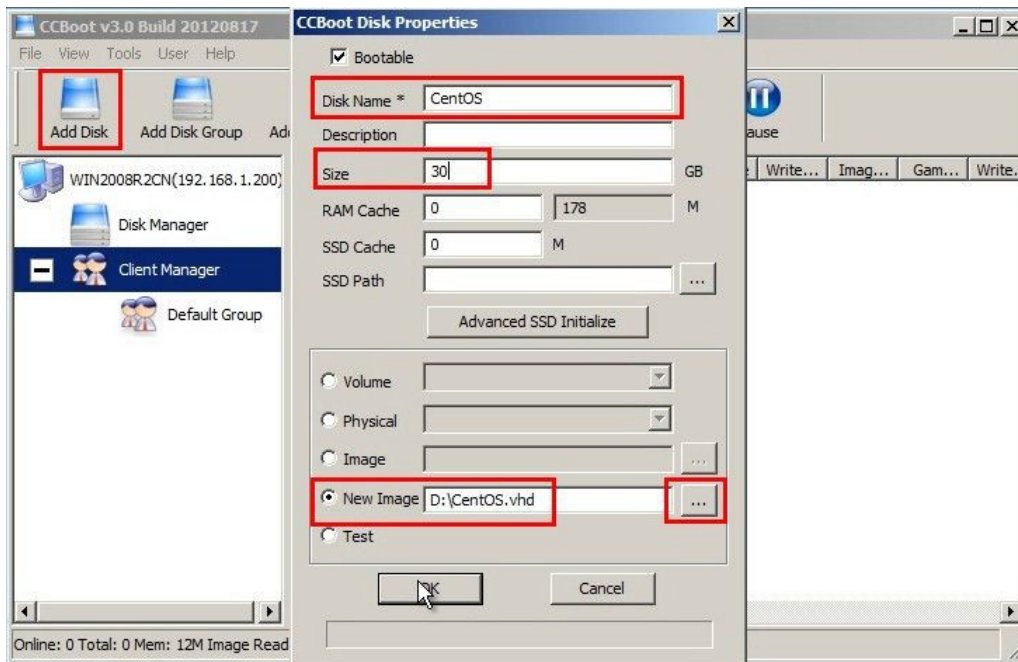 CCBoot v3.0 Build 20120817
File View Tools User Help
Add Disk
Add Disk Group
WIN2008R2CN(192.168.1.200)
Disk Manager
Client Manager
Default Group
Online: 0 Total: 0 Mem: 12M Image Read
CCBoot Disk Properties
Bootable
Disk Name * CentOS
Description
Size 30 GB
RAM Cache 0 178 M
SSD Cache 0 M
SSD Path ...
Advanced SSD Initialize
Volume
Physical
Image ...
New Image D:\CentOS.vhd ...
Test
OK Cancel
ause
Write... Imag... Gam... Write.